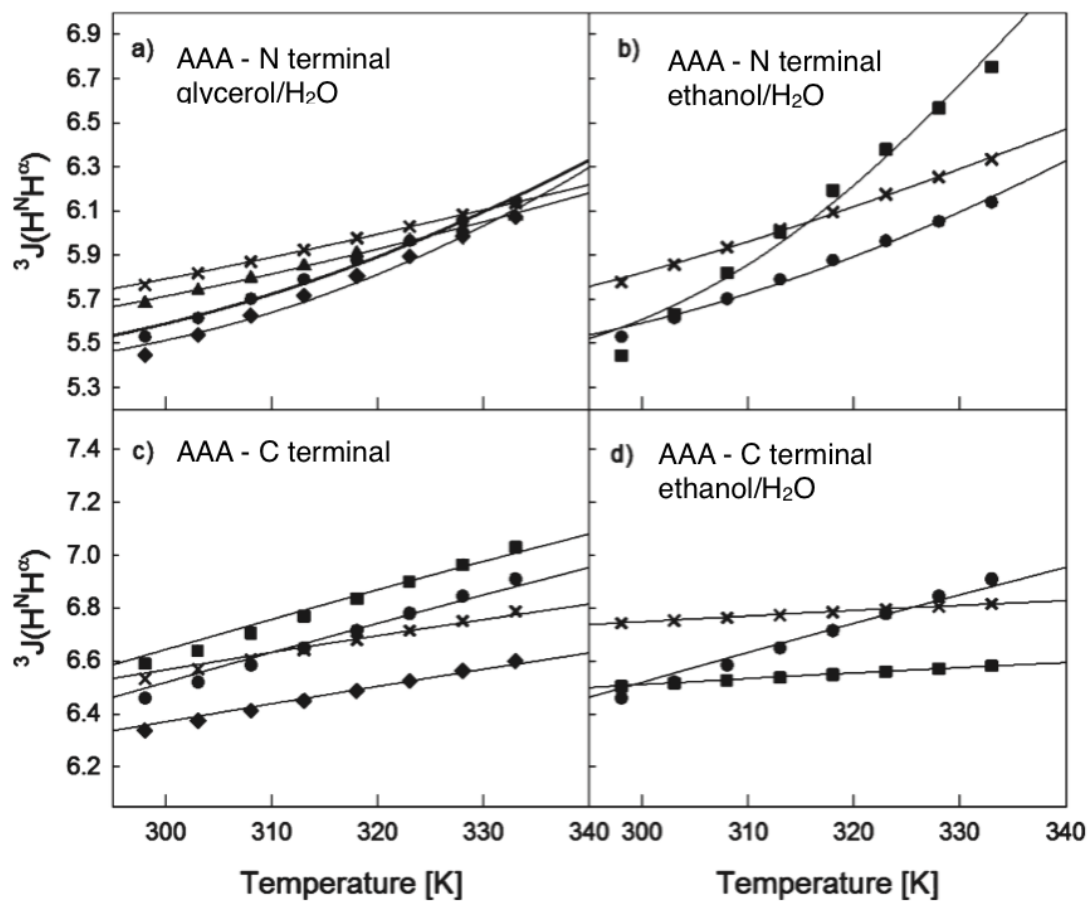 a) AAA - N terminal
glycerol/H₂O
b) AAA - N terminal
ethanol/H₂O
6.9
6.7
6.5
6.3
6.1
5.9
5.7
5.5
5.3
³J(HᴺHᵅ)
c) AAA - C terminal
d) AAA - C terminal
ethanol/H₂O
7.4
7.2
7.0
6.8
6.6
6.4
6.2
³J(HᴺHᵅ)
300 310 320 330 340 300 310 320 330 340
Temperature [K] Temperature [K]